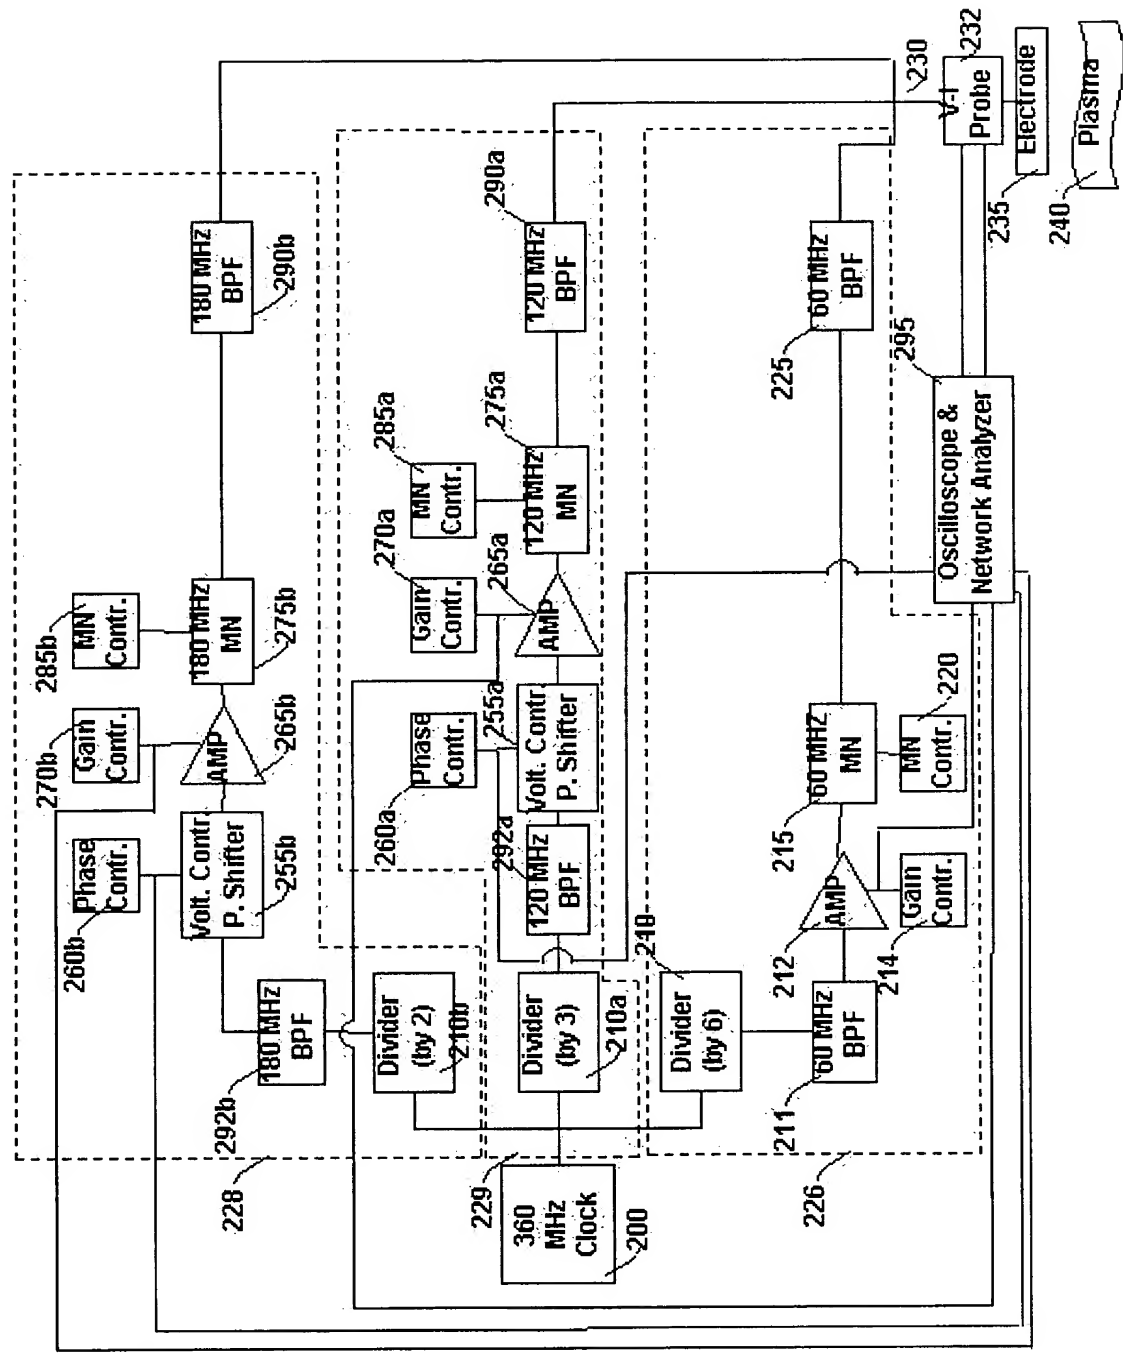 260b
Phase
Contr.
270b
Gain
Contr.
285b
MN
Contr.
292b
180 MHz
BPF
Volt. Contr.
P. Shifter
255b
AMP
265b
180 MHz
MN
275b
180 MHz
BPF
290b
228
Divider
(by 2)
210b
260a
Phase
Contr.
270a
Gain
Contr.
285a
MN
Contr.
229
360
MHz
Clock
200
Divider
(by 3)
210a
292a
120 MHz
BPF
255a
Volt. Contr.
P. Shifter
265a
AMP
275a
120 MHz
MN
290a
120 MHz
BPF
210
Divider
(by 6)
211
60 MHz
BPF
212
AMP
214
Gain
Contr.
215
60 MHz
MN
220
MN
Contr.
225
60 MHz
BPF
226
295
Oscilloscope &
Network Analyzer
230
232
V-I
Probe
235
Electrode
240
Plasma